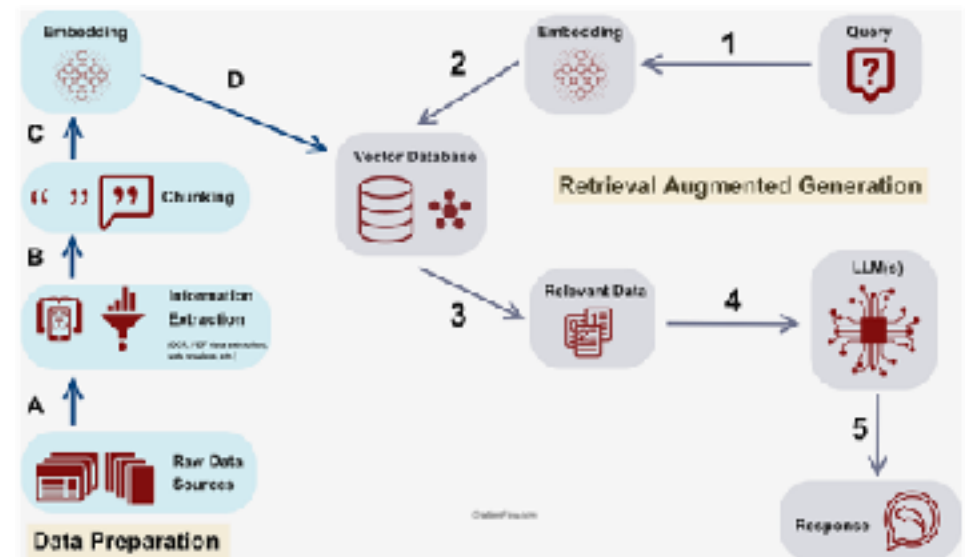 Embedding
D
2
Embedding
1
Query
?
C
Vector Database
Chunking
Retrieval Augmented Generation
B
Information
Extraction
3
Relevant Data
4
LLM(s)
A
5
Raw Data
Sources
Response
Data Preparation